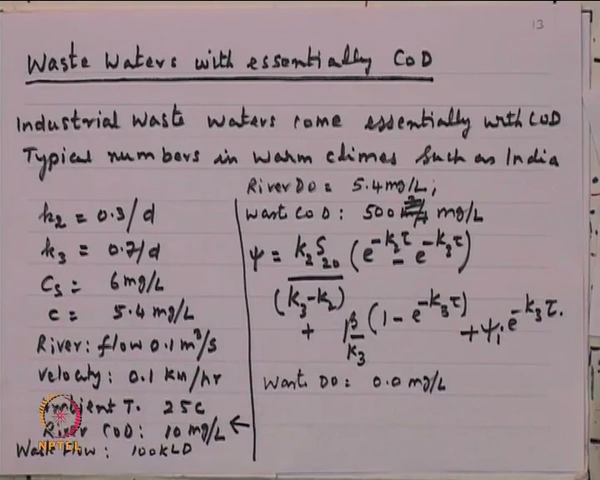 13
Waste Waters with essentially COD
Industrial waste waters come essentially with COD
Typical numbers in warm climes such as India
k₂ = 0.3/d
k₃ = 0.7/d
Cs = 6 mg/L
c = 5.4 mg/L
River: flow 0.1 m³/s
Velocity: 0.1 km/hr
Ambient T. 25C
River COD: 10 mg/L ←
Waste Flow: 100 KLD
NPTEL
River DO = 5.4 mg/L;
Waste COD: 500 mg/L
ψ = k₂S₂₀/(k₃-k₂) (e^-k₂τ - e^-k₃τ)
+ β/k₃ (1 - e^-k₃τ) + ψᵢ e^-k₃τ.
Waste DO: 0.0 mg/L